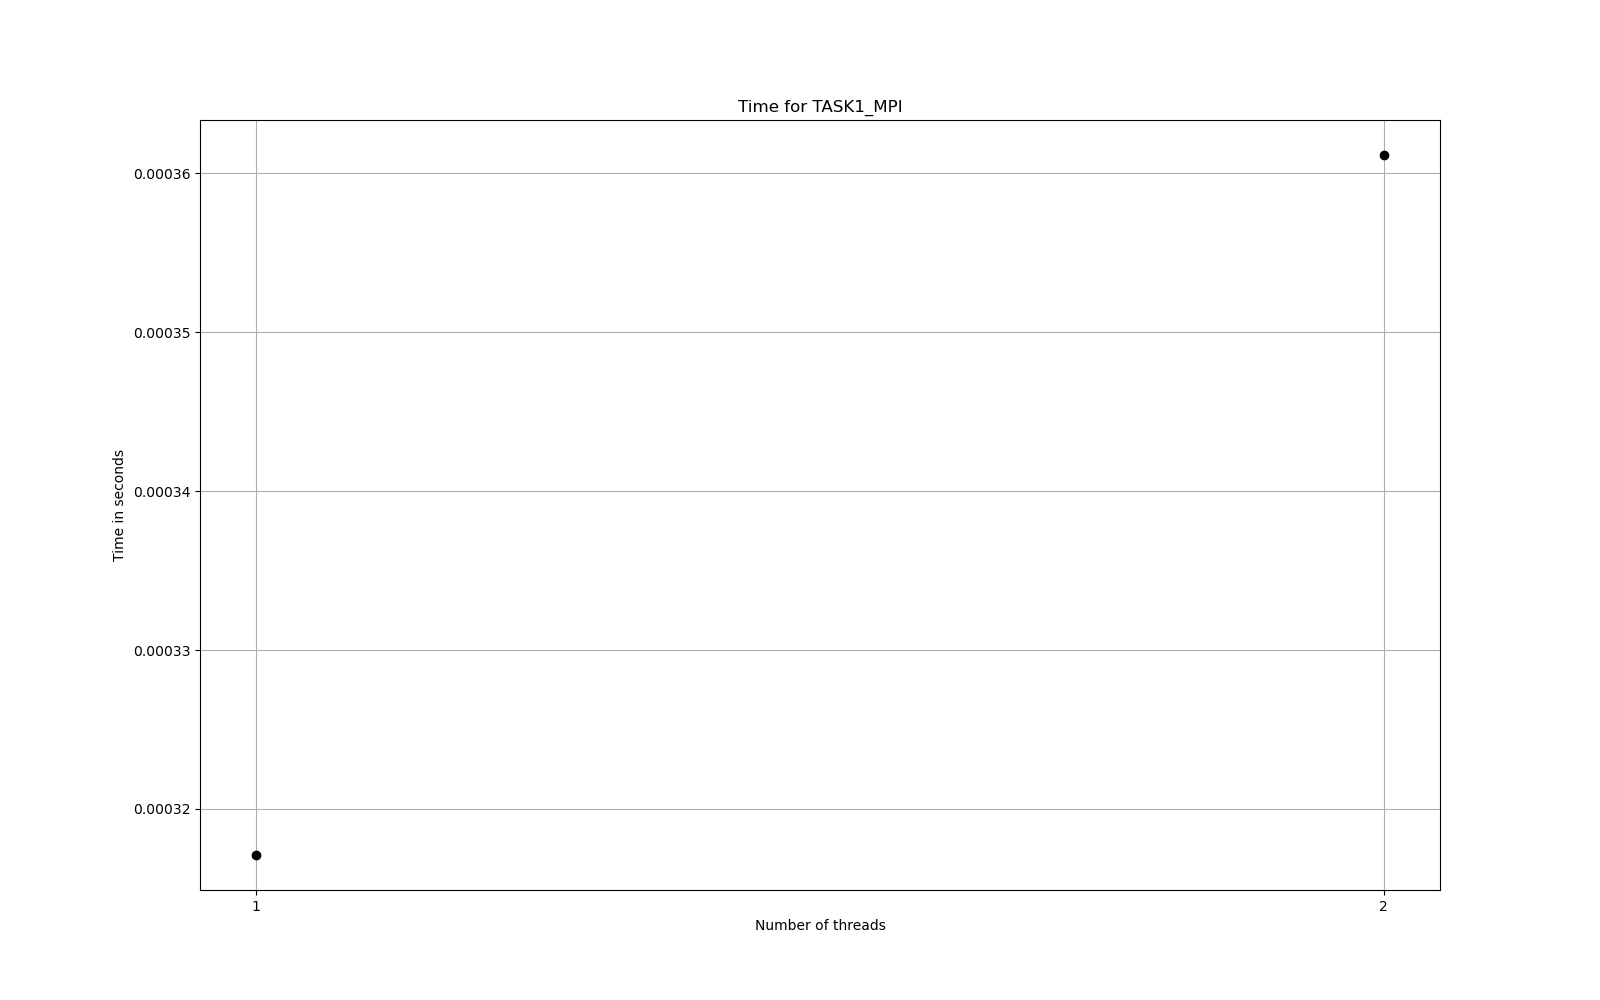 Time for TASK1_MPI
0.00036
0.00035
0.00034
0.00033
0.00032
Time in seconds
1
2
Number of threads